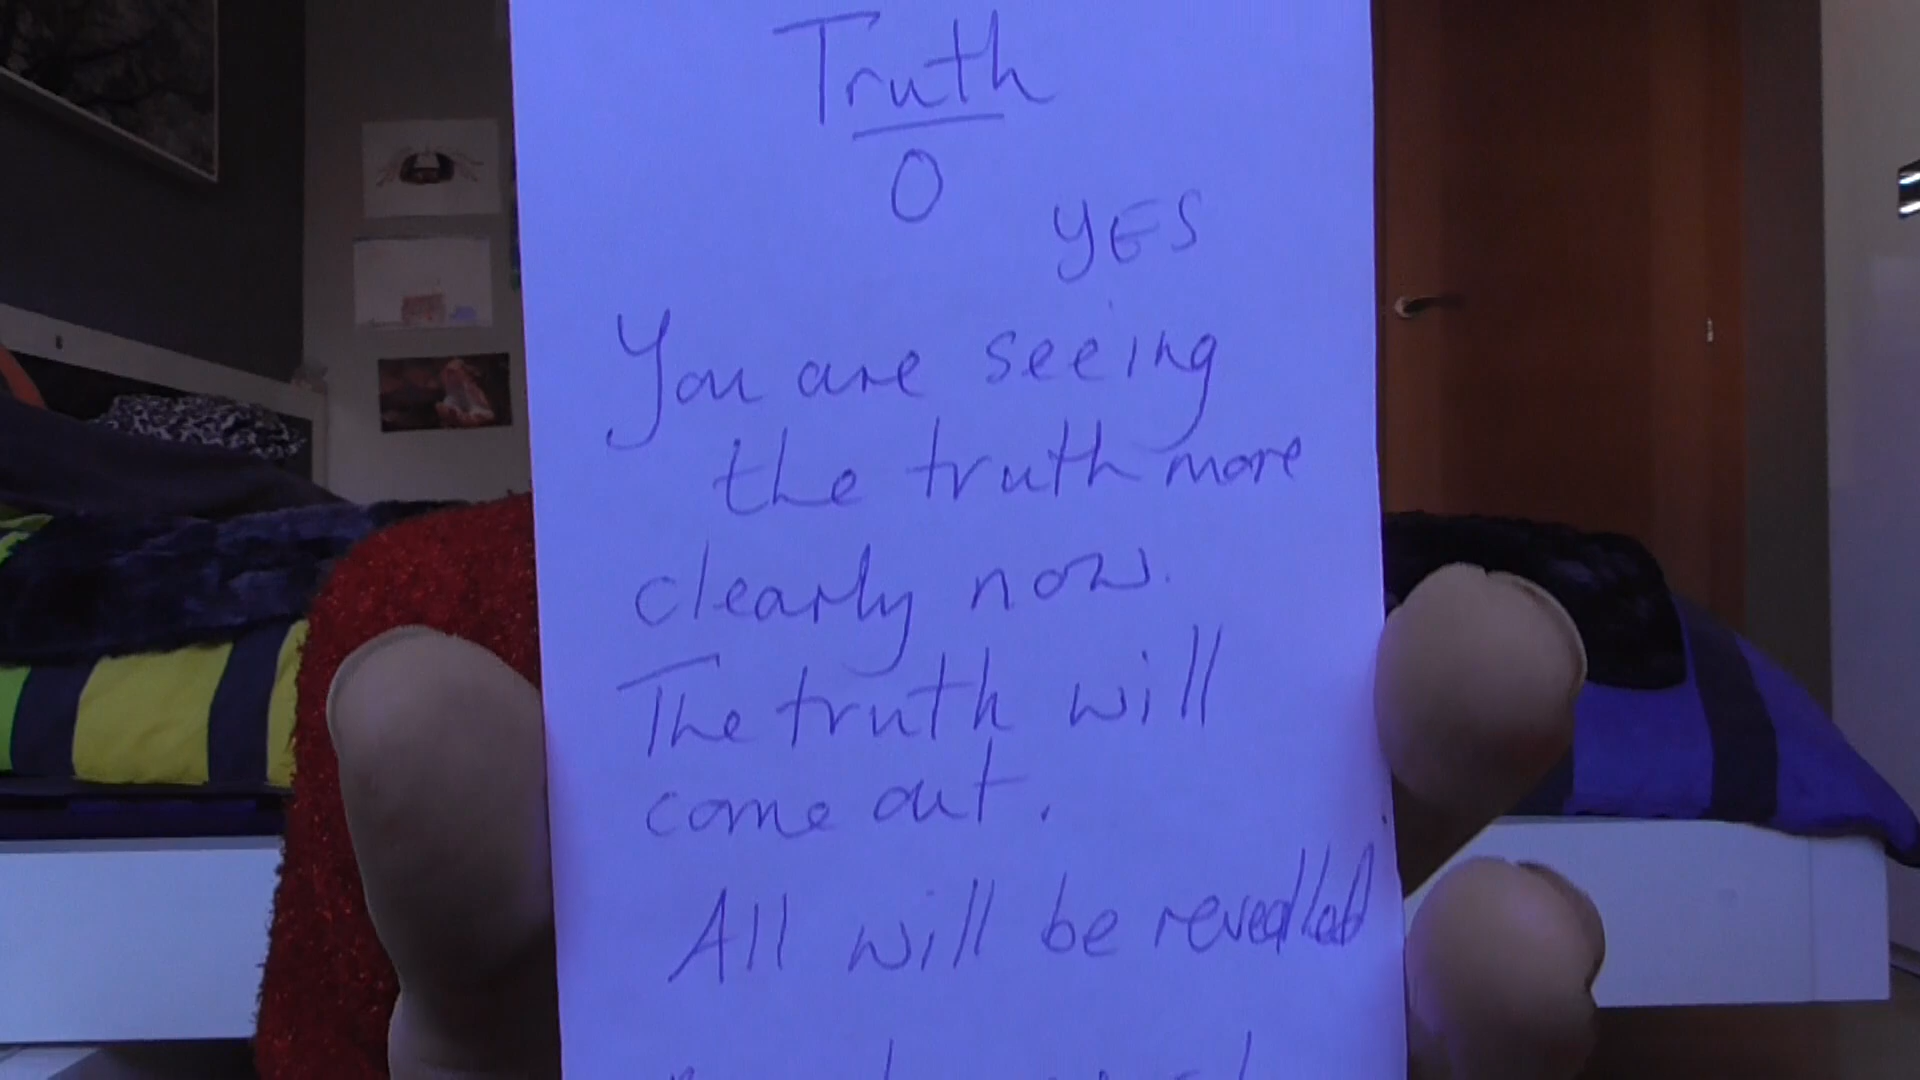 Truth
0
YES
You are seeing
the truth more
clearly now.
The truth will
come out.
All will be